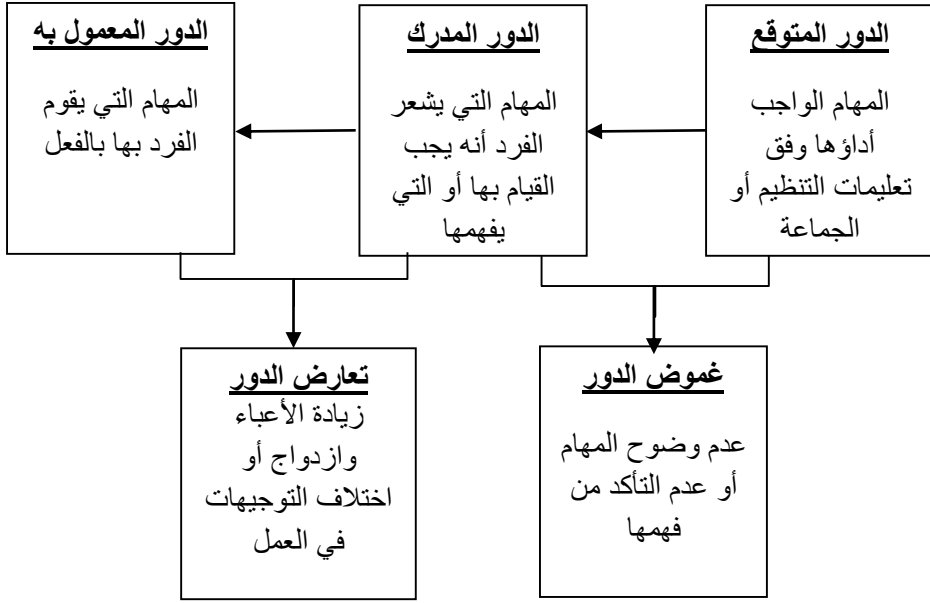 الدور المتوقع
المهام الواجب
أداؤها وفق
تعليمات التنظيم أو
الجماعة
الدور المدرك
المهام التي يشعر
الفرد أنه يجب
القيام بها أو التي
يفهمها
الدور المعمول به
المهام التي يقوم
الفرد بها بالفعل
غموض الدور
عدم وضوح المهام
أو عدم التأكد من
فهمها
تعارض الدور
زيادة الأعباء
وازدواج أو
اختلاف التوجيهات
في العمل